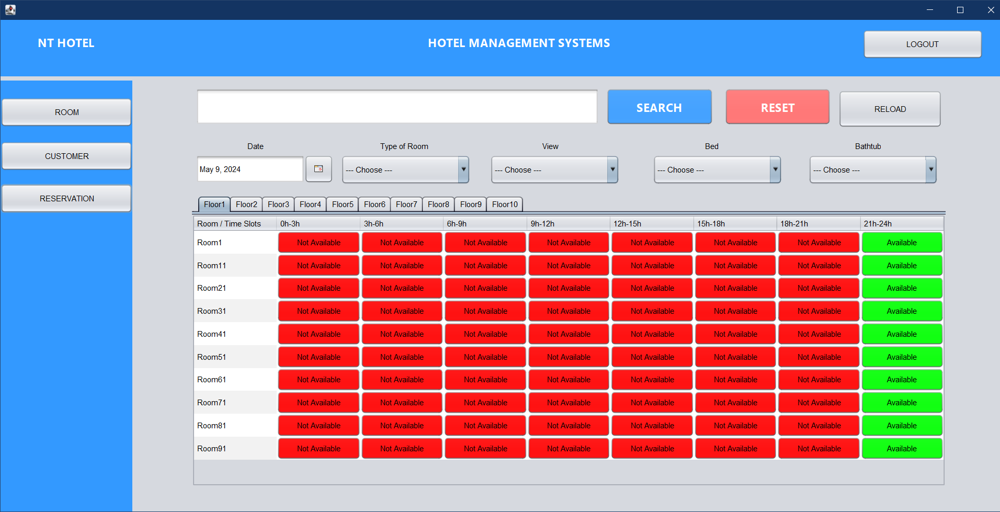 NT HOTEL HOTEL MANAGEMENT SYSTEMS LOGOUT
ROOM
CUSTOMER
RESERVATION
SEARCH RESET RELOAD
Date Type of Room View Bed Bathtub
May 9, 2024 --- Choose --- --- Choose --- --- Choose --- --- Choose ---
Floor1 Floor2 Floor3 Floor4 Floor5 Floor6 Floor7 Floor8 Floor9 Floor10
Room / Time Slots 0h-3h 3h-6h 6h-9h 9h-12h 12h-15h 15h-18h 18h-21h 21h-24h
Room1 Not Available Not Available Not Available Not Available Not Available Not Available Not Available Available
Room11 Not Available Not Available Not Available Not Available Not Available Not Available Not Available Available
Room21 Not Available Not Available Not Available Not Available Not Available Not Available Not Available Available
Room31 Not Available Not Available Not Available Not Available Not Available Not Available Not Available Available
Room41 Not Available Not Available Not Available Not Available Not Available Not Available Not Available Available
Room51 Not Available Not Available Not Available Not Available Not Available Not Available Not Available Available
Room61 Not Available Not Available Not Available Not Available Not Available Not Available Not Available Available
Room71 Not Available Not Available Not Available Not Available Not Available Not Available Not Available Available
Room81 Not Available Not Available Not Available Not Available Not Available Not Available Not Available Available
Room91 Not Available Not Available Not Available Not Available Not Available Not Available Not Available Available